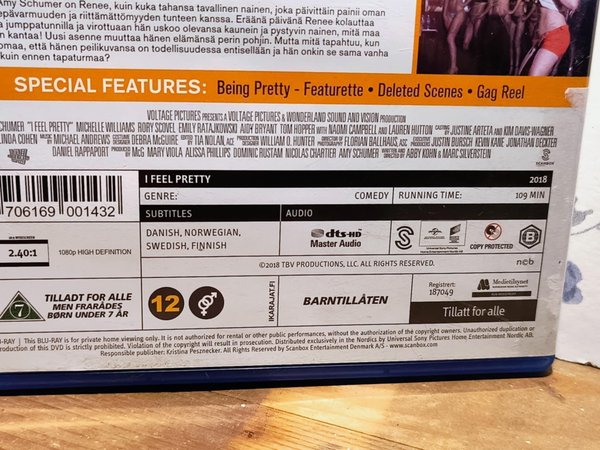 Amy Schumer on Renee, kuin kuka tahansa tavallinen nainen, joka päivittäin painii oman
epävarmuuden ja riittämättömyyden tunteen kanssa. Eräänä päivänä Renee kolauttaa
jumppatunnilla ja virottuaan hän uskoo olevansa kaunein ja pystyvin nainen, mitä maa
kantaa! Uusi asenne muuttaa hänen elämänsä perin pohjin. Mutta mitä tapahtuu, kun
omaa, että hänen peilikuvansa on todellisuudessa entisellään ja hän onkin se sama vanha
kuin ennen tapaturmaa?
SPECIAL FEATURES: Being Pretty - Featurette • Deleted Scenes • Gag Reel
VOLTAGE PICTURES PRESENTS A VOLTAGE PICTURES & WONDERLAND SOUND AND VISION PRODUCTION
SCHUMER "I FEEL PRETTY" MICHELLE WILLIAMS RORY SCOVEL EMILY RATAJKOWSKI AIDY BRYANT TOM HOPPER WITH NAOMI CAMPBELL AND LAUREN HUTTON CASTING BY JUSTINE ARTETA AND KIM DAVIS-WAGNER
LINDA COHEN MUSIC BY MICHAEL ANDREWS DEBRA McGUIRE TIA NOLAN, ACE WILLIAM O. HUNTER FLORIAN BALLHAUS, ASC JUSTIN BURSCH KEVIN KANE JONATHAN DECKTER
DANIEL RAPPAPORT McG MARY VIOLA ALISSA PHILLIPS DOMINIC RUSTAM NICOLAS CHARTIER AMY SCHUMER ABBY KOHN & MARC SILVERSTEIN
SCANBOX
I FEEL PRETTY 2018
GENRE: COMEDY RUNNING TIME: 109 MIN
SUBTITLES AUDIO
DANISH, NORWEGIAN,
SWEDISH, FINNISH
dts-HD
Master Audio
COPY PROTECTED
B
706169 001432
2.40:1
1080p HIGH DEFINITION
©2018 TBV PRODUCTIONS, LLC. ALL RIGHTS RESERVED.
ncb
7
TILLADT FOR ALLE
MEN FRARÅDES
BØRN UNDER 7 ÅR
12
IKARAJAT.FI
BARNTILLÅTEN
Registrert:
187049
Medietilsynet
Tillatt for alle
U-RAY | This BLU-RAY is for private home viewing only. It is not authorized for rental or other public performances, without the authorization of the copyright owners. Unauthorized duplication or
roduction of this DVD is strictly prohibited. Violation of the copyright will result in prosecution. Distributed exclusively in the Nordics by Universal Sony Pictures Home Entertainment Nordic AB.
Responsible publisher: Kristina Pesznecker. All Rights Reserved by Scanbox Entertainment Denmark A/S - www.scanbox.com